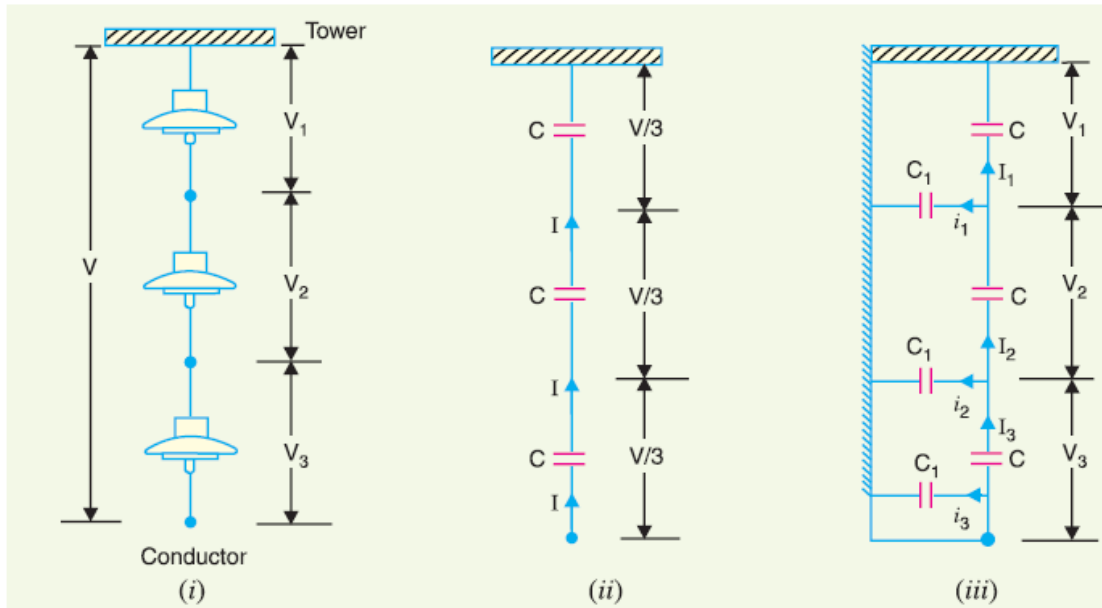 Tower
V
V1
V2
V3
Conductor
(i)
C
V/3
I
C
V/3
I
C
V/3
I
(ii)
C
V1
I1
C1
i1
C
V2
I2
C1
i2
I3
C
V3
C1
i3
(iii)